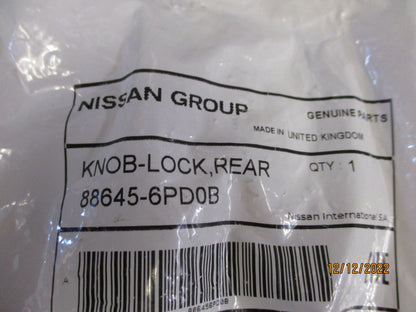 NISSAN GROUP
GENUINE PARTS
MADE IN UNITED KINGDOM
KNOB-LOCK,REAR QTY : 1
88645-6PD0B
Nissan International S.A.
A
886456PD0B
12/12/2022